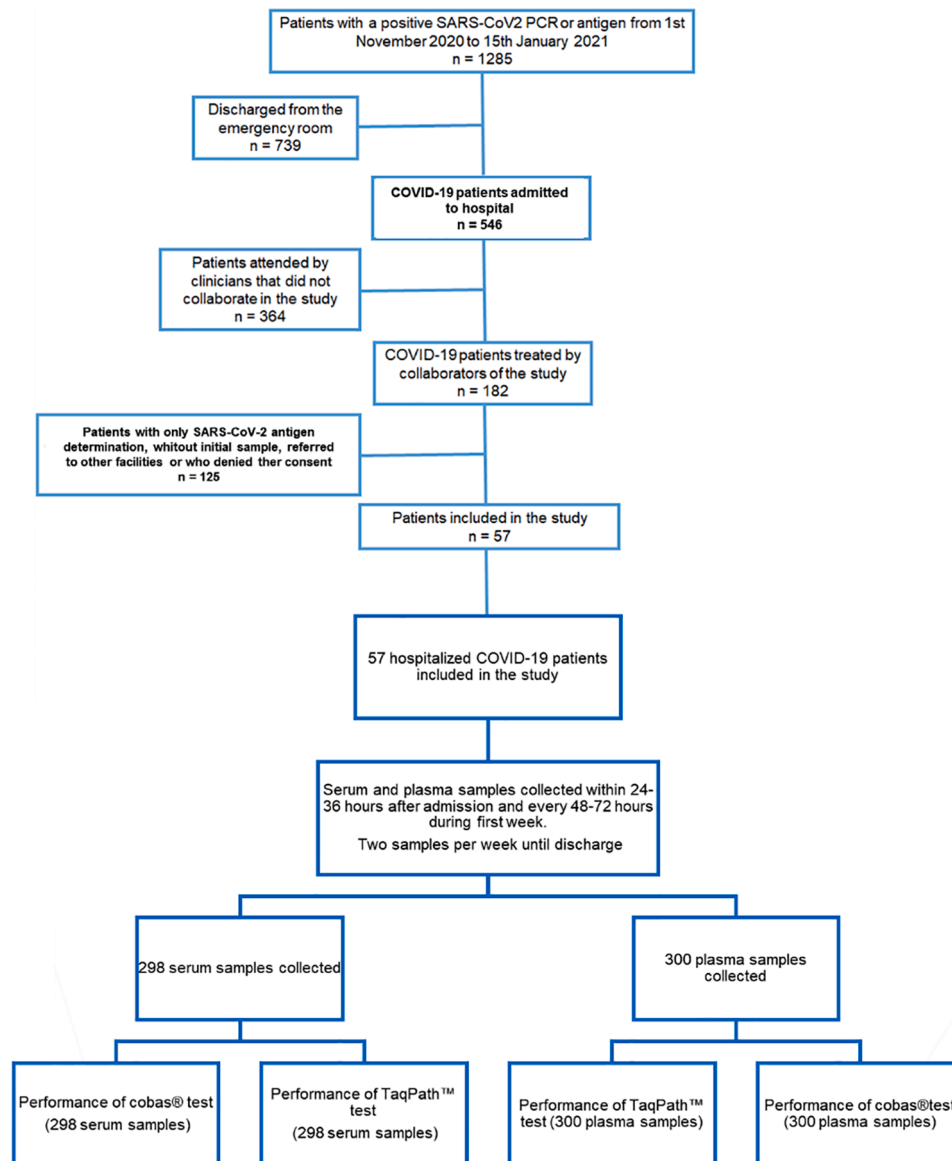 Patients with a positive SARS-CoV2 PCR or antigen from 1st
November 2020 to 15th January 2021
n = 1285
Discharged from the
emergency room
n = 739
COVID-19 patients admitted
to hospital
n = 546
Patients attended by
clinicians that did not
collaborate in the study
n = 364
COVID-19 patients treated by
collaborators of the study
n = 182
Patients with only SARS-CoV-2 antigen
determination, whitout initial sample, referred
to other facilities or who denied ther consent
n = 125
Patients included in the study
n = 57
57 hospitalized COVID-19 patients
included in the study
Serum and plasma samples collected within 24-
36 hours after admission and every 48-72 hours
during first week.
Two samples per week until discharge
298 serum samples collected
300 plasma samples
collected
Performance of cobas® test
(298 serum samples)
Performance of TaqPath™
test
(298 serum samples)
Performance of TaqPath™
test (300 plasma samples)
Performance of cobas®test
(300 plasma samples)